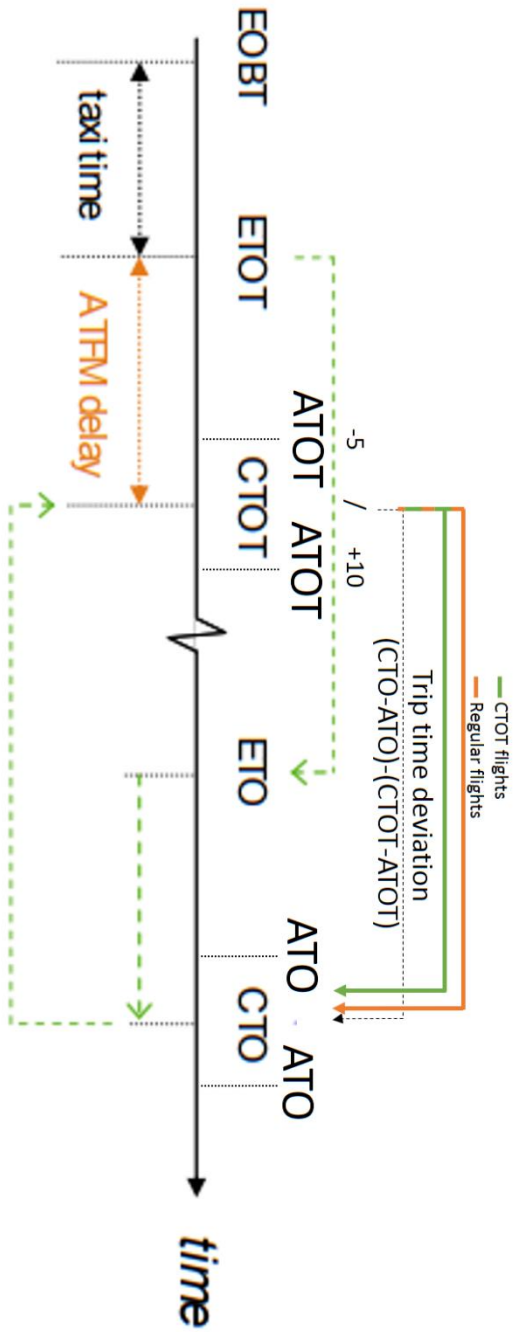 CTOT flights
Regular flights
Trip time deviation
(CTO-ATO)-(CTOT-ATOT)
-5 / +10
ATOT ATOT ATO ATO
EOBT ETOT CTOT ETO CTO
time
taxi time ATFM delay